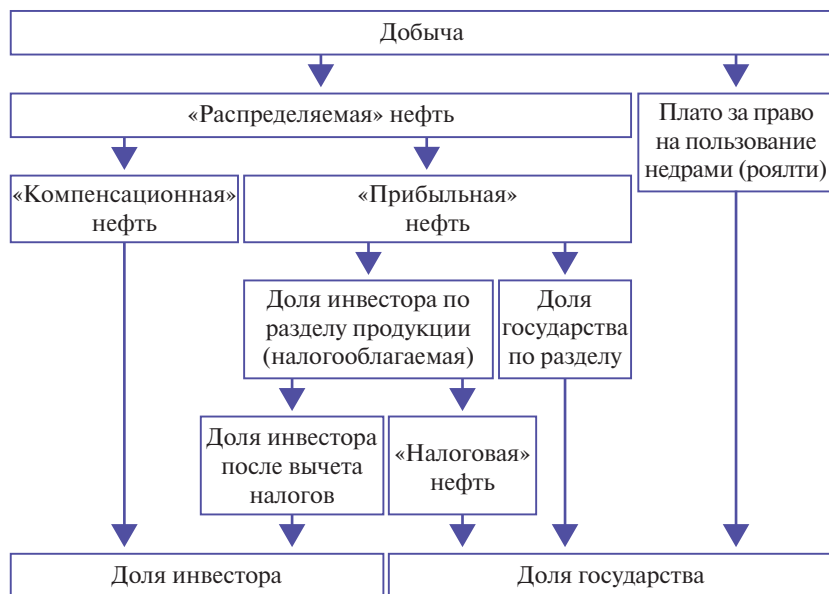 Добыча
«Распределяемая» нефть
Плато за право
на пользование
недрами (роялти)
«Компенсационная»
нефть
«Прибыльная»
нефть
Доля инвестора по
разделу продукции
(налогооблагаемая)
Доля
государства
по разделу
Доля инвестора
после вычета
налогов
«Налоговая»
нефть
Доля инвестора
Доля государства